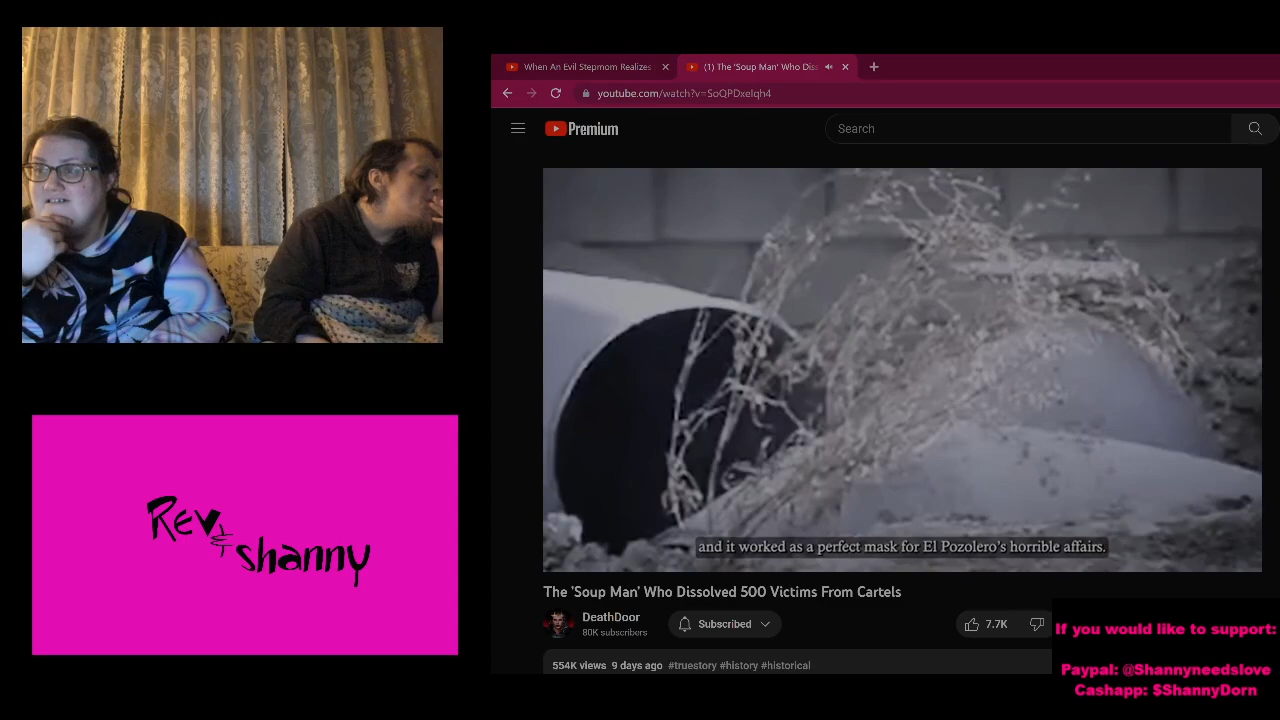 When An Evil Stepmom Realizes
(1) The 'Soup Man' Who Diss
youtube.com/watch?v=SoQPDxeIqh4
Premium
Search
and it worked as a perfect mask for El Pozolero's horrible affairs.
The 'Soup Man' Who Dissolved 500 Victims From Cartels
DeathDoor
80K subscribers
Subscribed
7.7K
554K views 9 days ago #truestory #history #historical
Rev
&
shanny
If you would like to support:
Paypal: @Shannyneedslove
Cashapp: $ShannyDorn